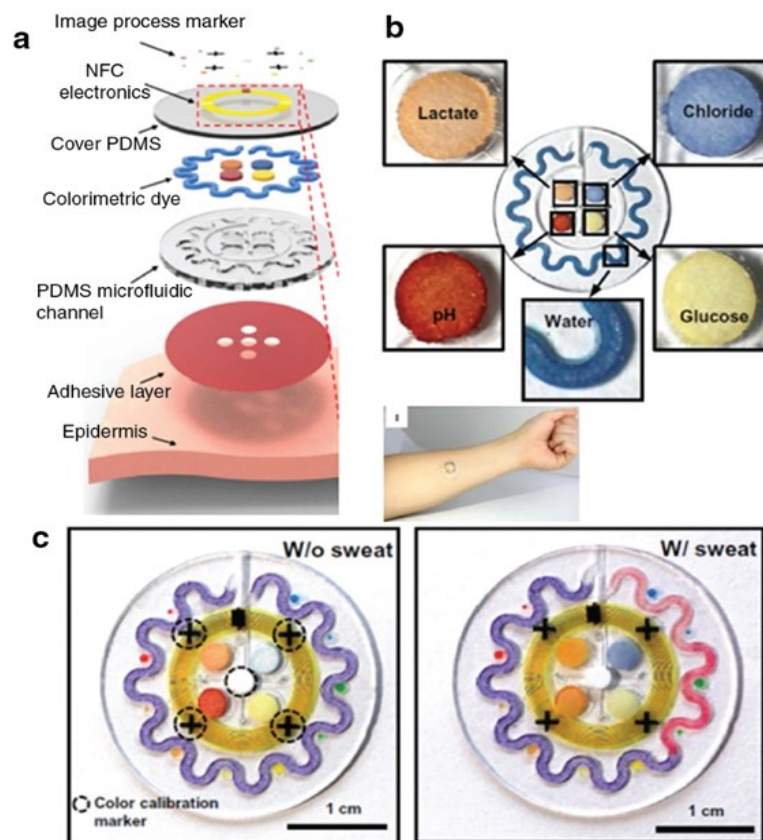 a
Image process marker
NFC
electronics
Cover PDMS
Colorimetric dye
PDMS microfluidic
channel
Adhesive layer
Epidermis
b
Lactate
Chloride
pH
Water
Glucose
c
W/o sweat
Color calibration
marker
1 cm
W/ sweat
1 cm